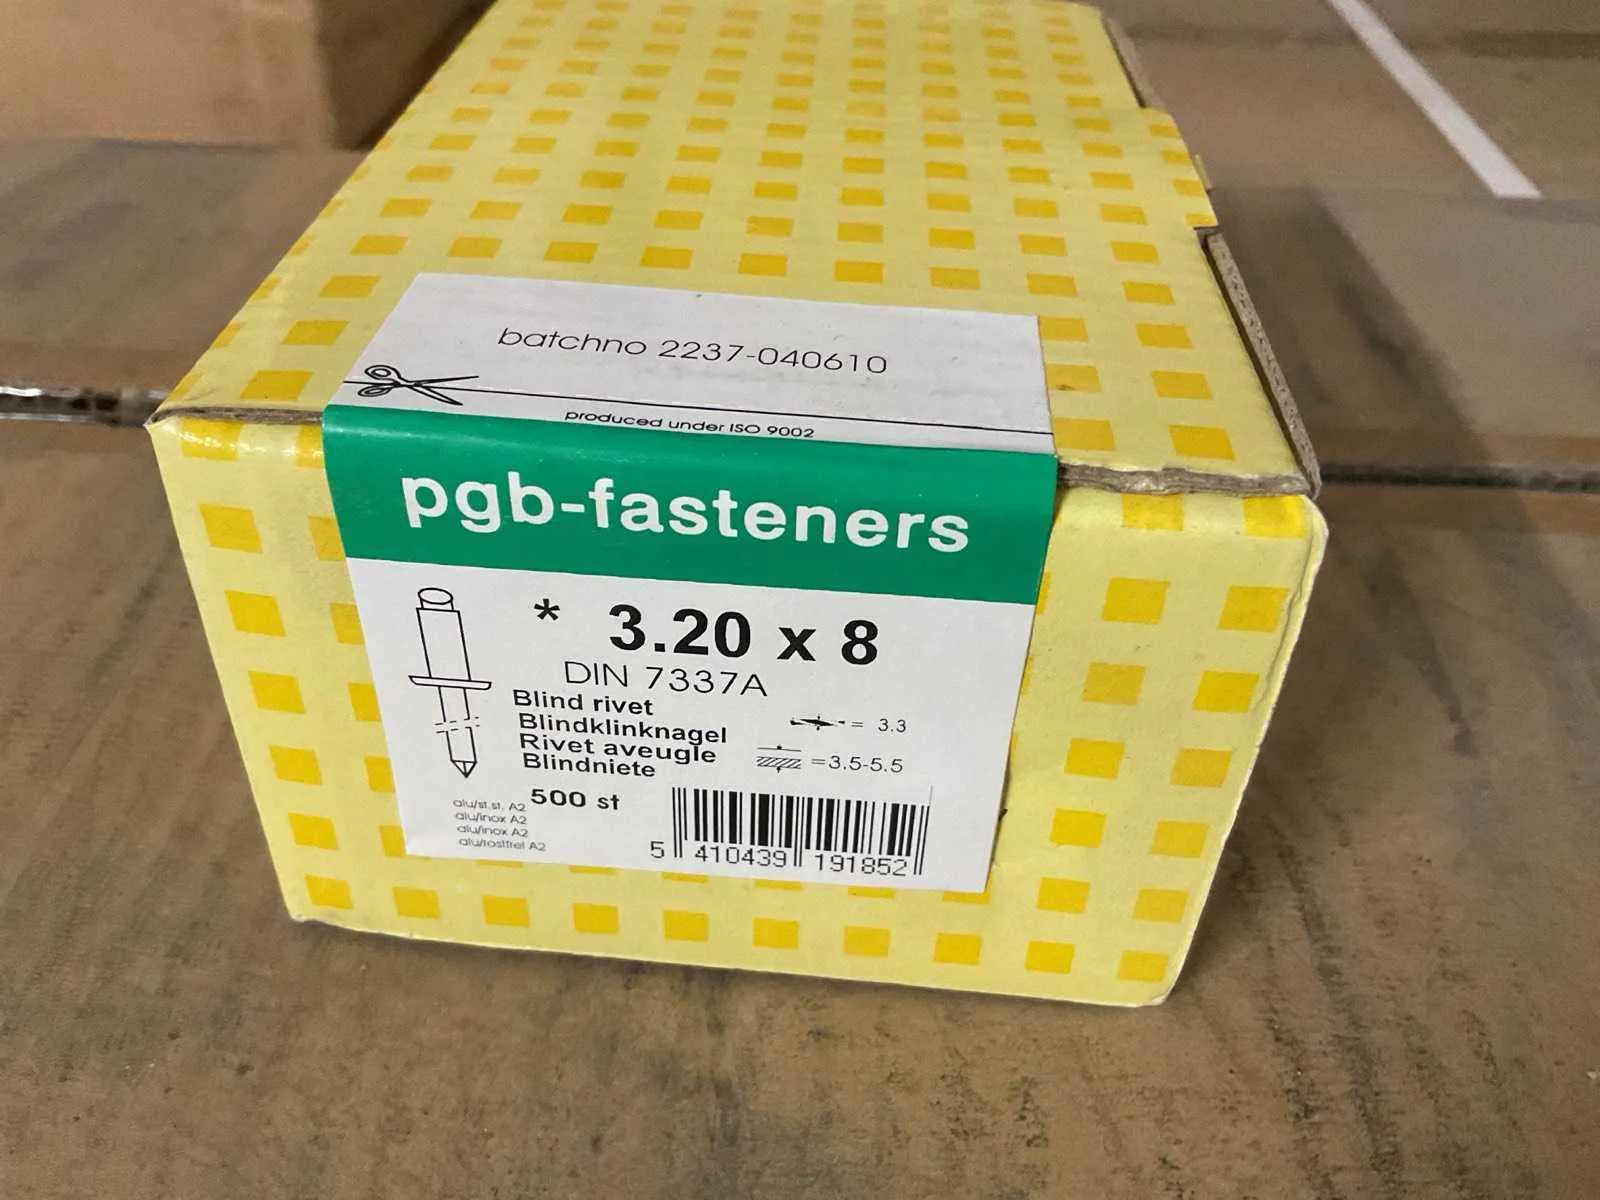 batchno 2237-040610
produced under ISO 9002
pgb-fasteners
* 3.20 x 8
DIN 7337A
Blind rivet
Blindklinknagel
Rivet aveugle
Blindniete
= 3.3
=3.5-5.5
500 st
alu/st.st. A2
alu/inox A2
alu/inox A2
alu/rostfrei A2
5 410439 191852